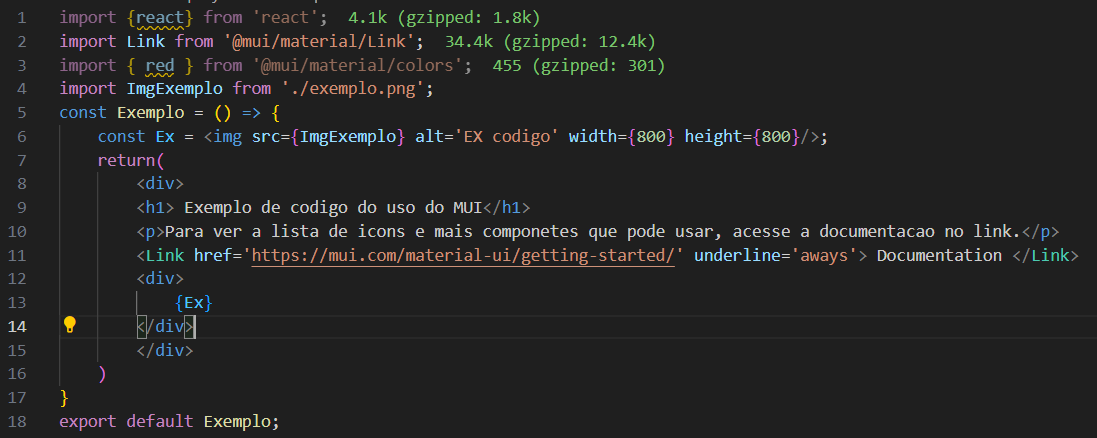 1 import {react} from 'react'; 4.1k (gzipped: 1.8k)
2 import Link from '@mui/material/Link'; 34.4k (gzipped: 12.4k)
3 import { red } from '@mui/material/colors'; 455 (gzipped: 301)
4 import ImgExemplo from './exemplo.png';
5 const Exemplo = () => {
6 const Ex = <img src={ImgExemplo} alt='EX codigo' width={800} height={800}/>;
7 return(
8 <div>
9 <h1> Exemplo de codigo do uso do MUI</h1>
10 <p>Para ver a lista de icons e mais componetes que pode usar, acesse a documentacao no link.</p>
11 <Link href='https://mui.com/material-ui/getting-started/' underline='aways'> Documentation </Link>
12 <div>
13 {Ex}
14 </div>
15 </div>
16 )
17 }
18 export default Exemplo;